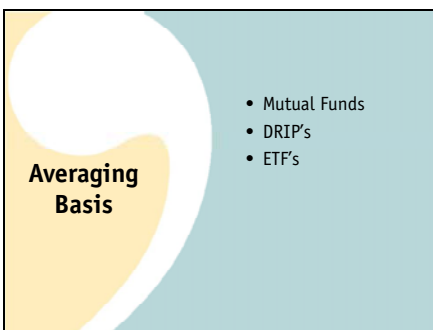 Averaging
Basis
• Mutual Funds
• DRIP's
• ETF's